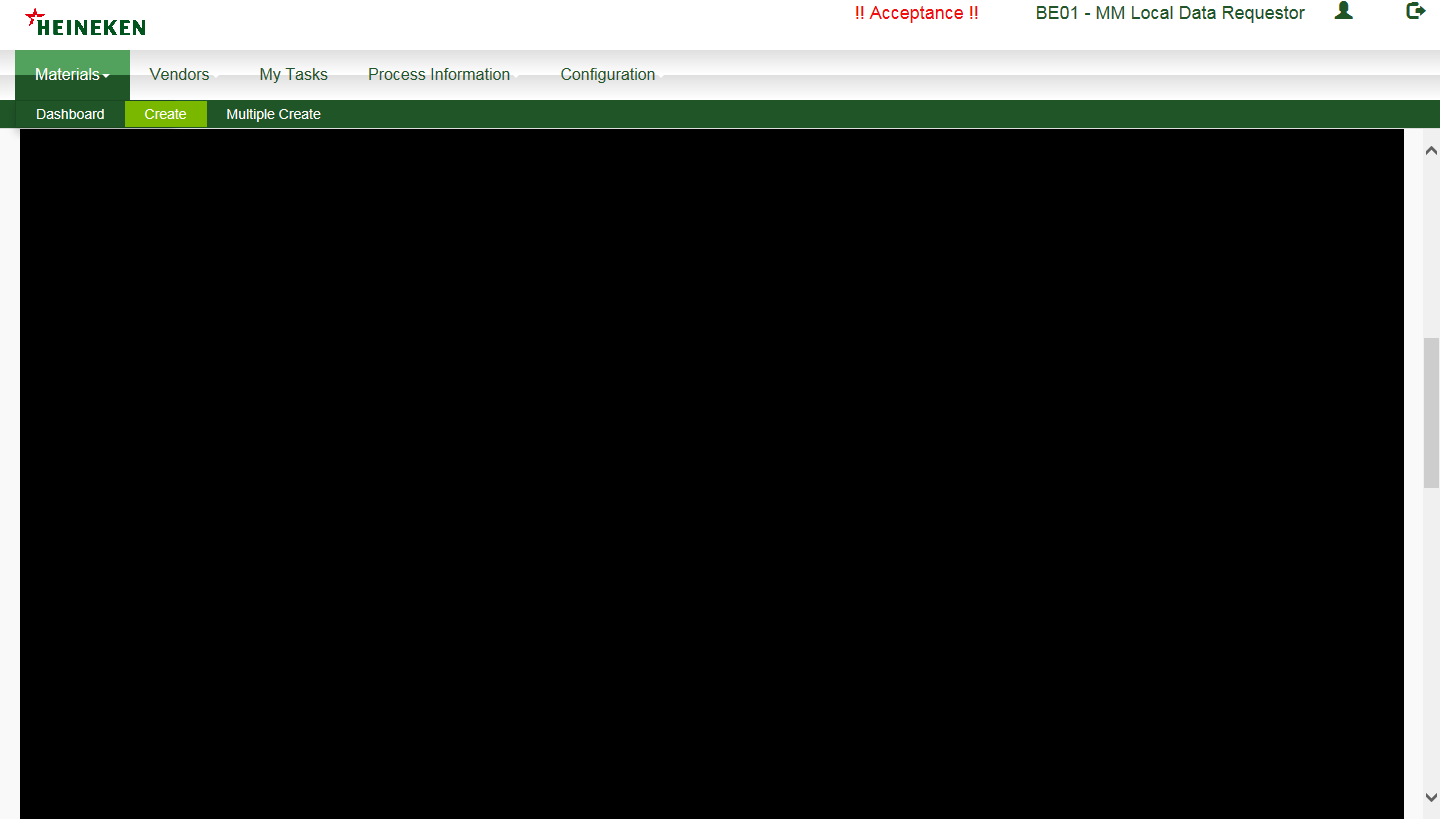 HEINEKEN
!! Acceptance !!
BE01 - MM Local Data Requestor
Materials
Vendors
My Tasks
Process Information
Configuration
Dashboard
Create
Multiple Create